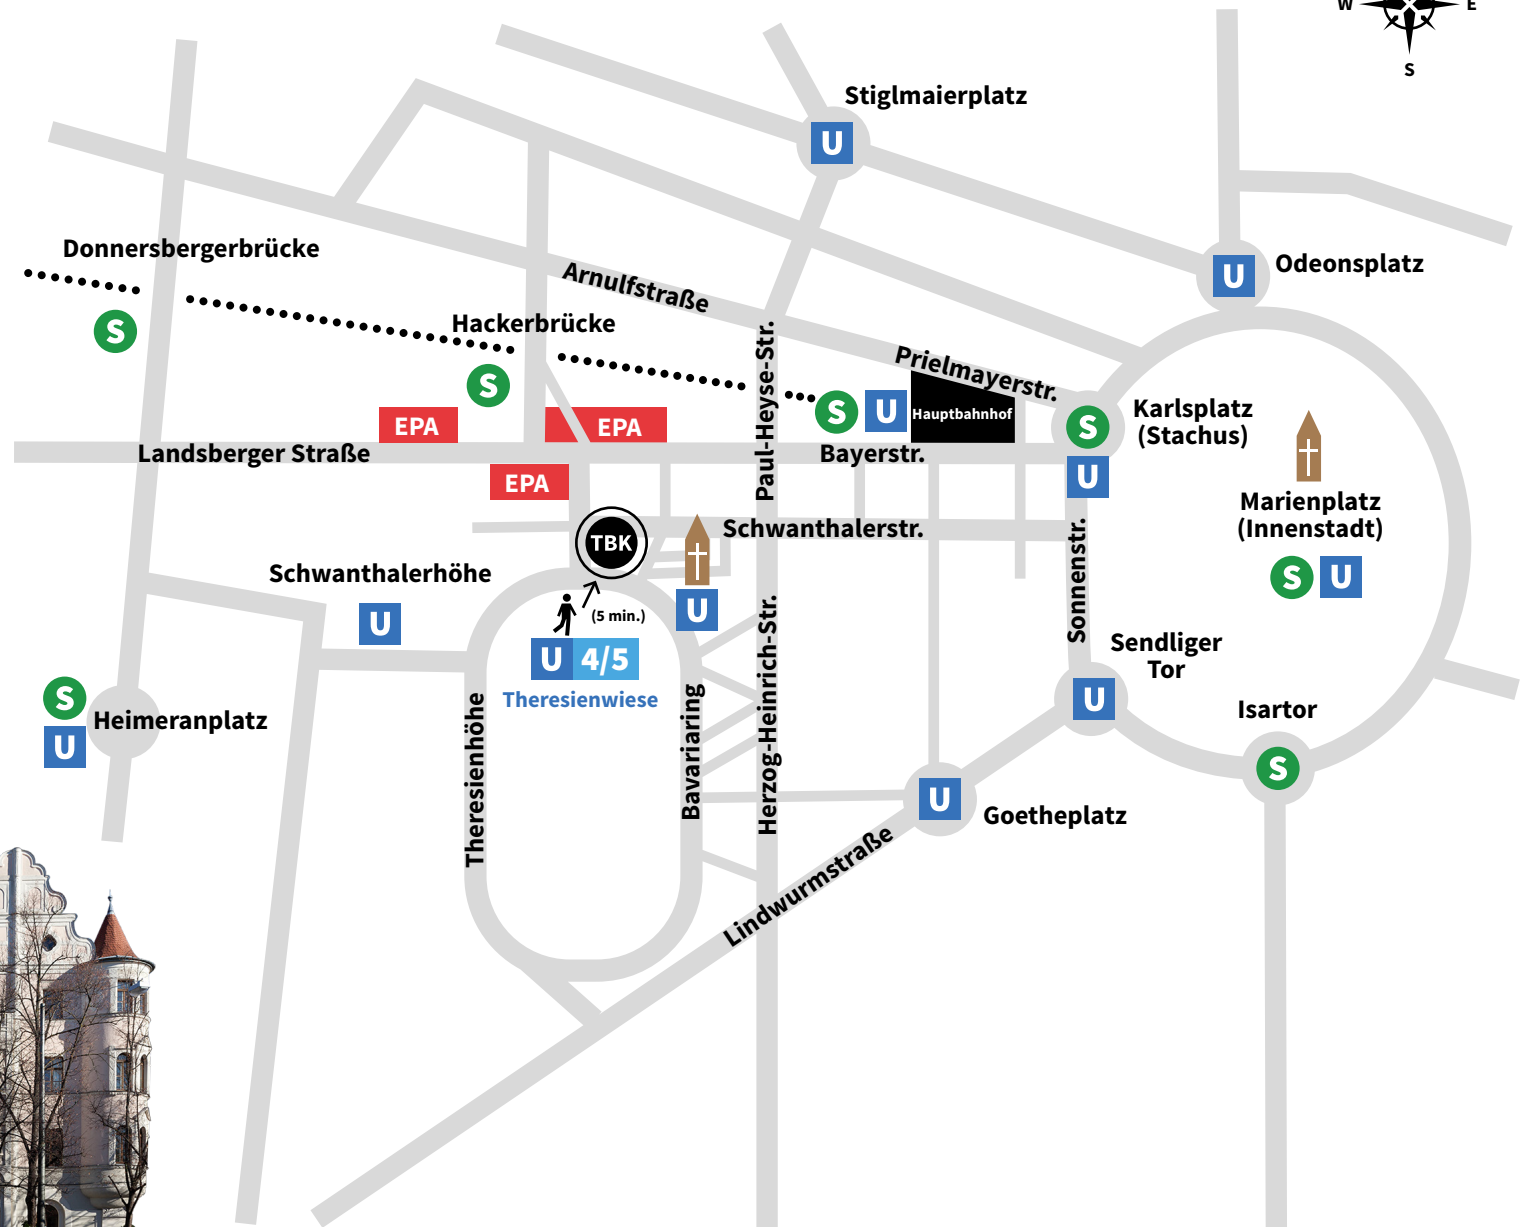 W
E
S
Stiglmaierplatz
U
Donnersbergerbrücke
S
Odeonsplatz
U
Arnulfstraße
Hackerbrücke
S
Paul-Heyse-Str.
Prielmayerstr.
S
U
Hauptbahnhof
S
U
Karlsplatz
(Stachus)
EPA
EPA
Landsberger Straße
Bayerstr.
EPA
Marienplatz
(Innenstadt)
S
U
TBK
Schwanthalerstr.
Schwanthalerhöhe
U
(5 min.)
U
U
4/5
Theresienwiese
Sonnenstr.
Sendliger
Tor
U
S
U
Heimeranplatz
Theresienhöhe
Bavariaring
Herzog-Heinrich-Str.
Isartor
S
U
Goetheplatz
Lindwurmstraße